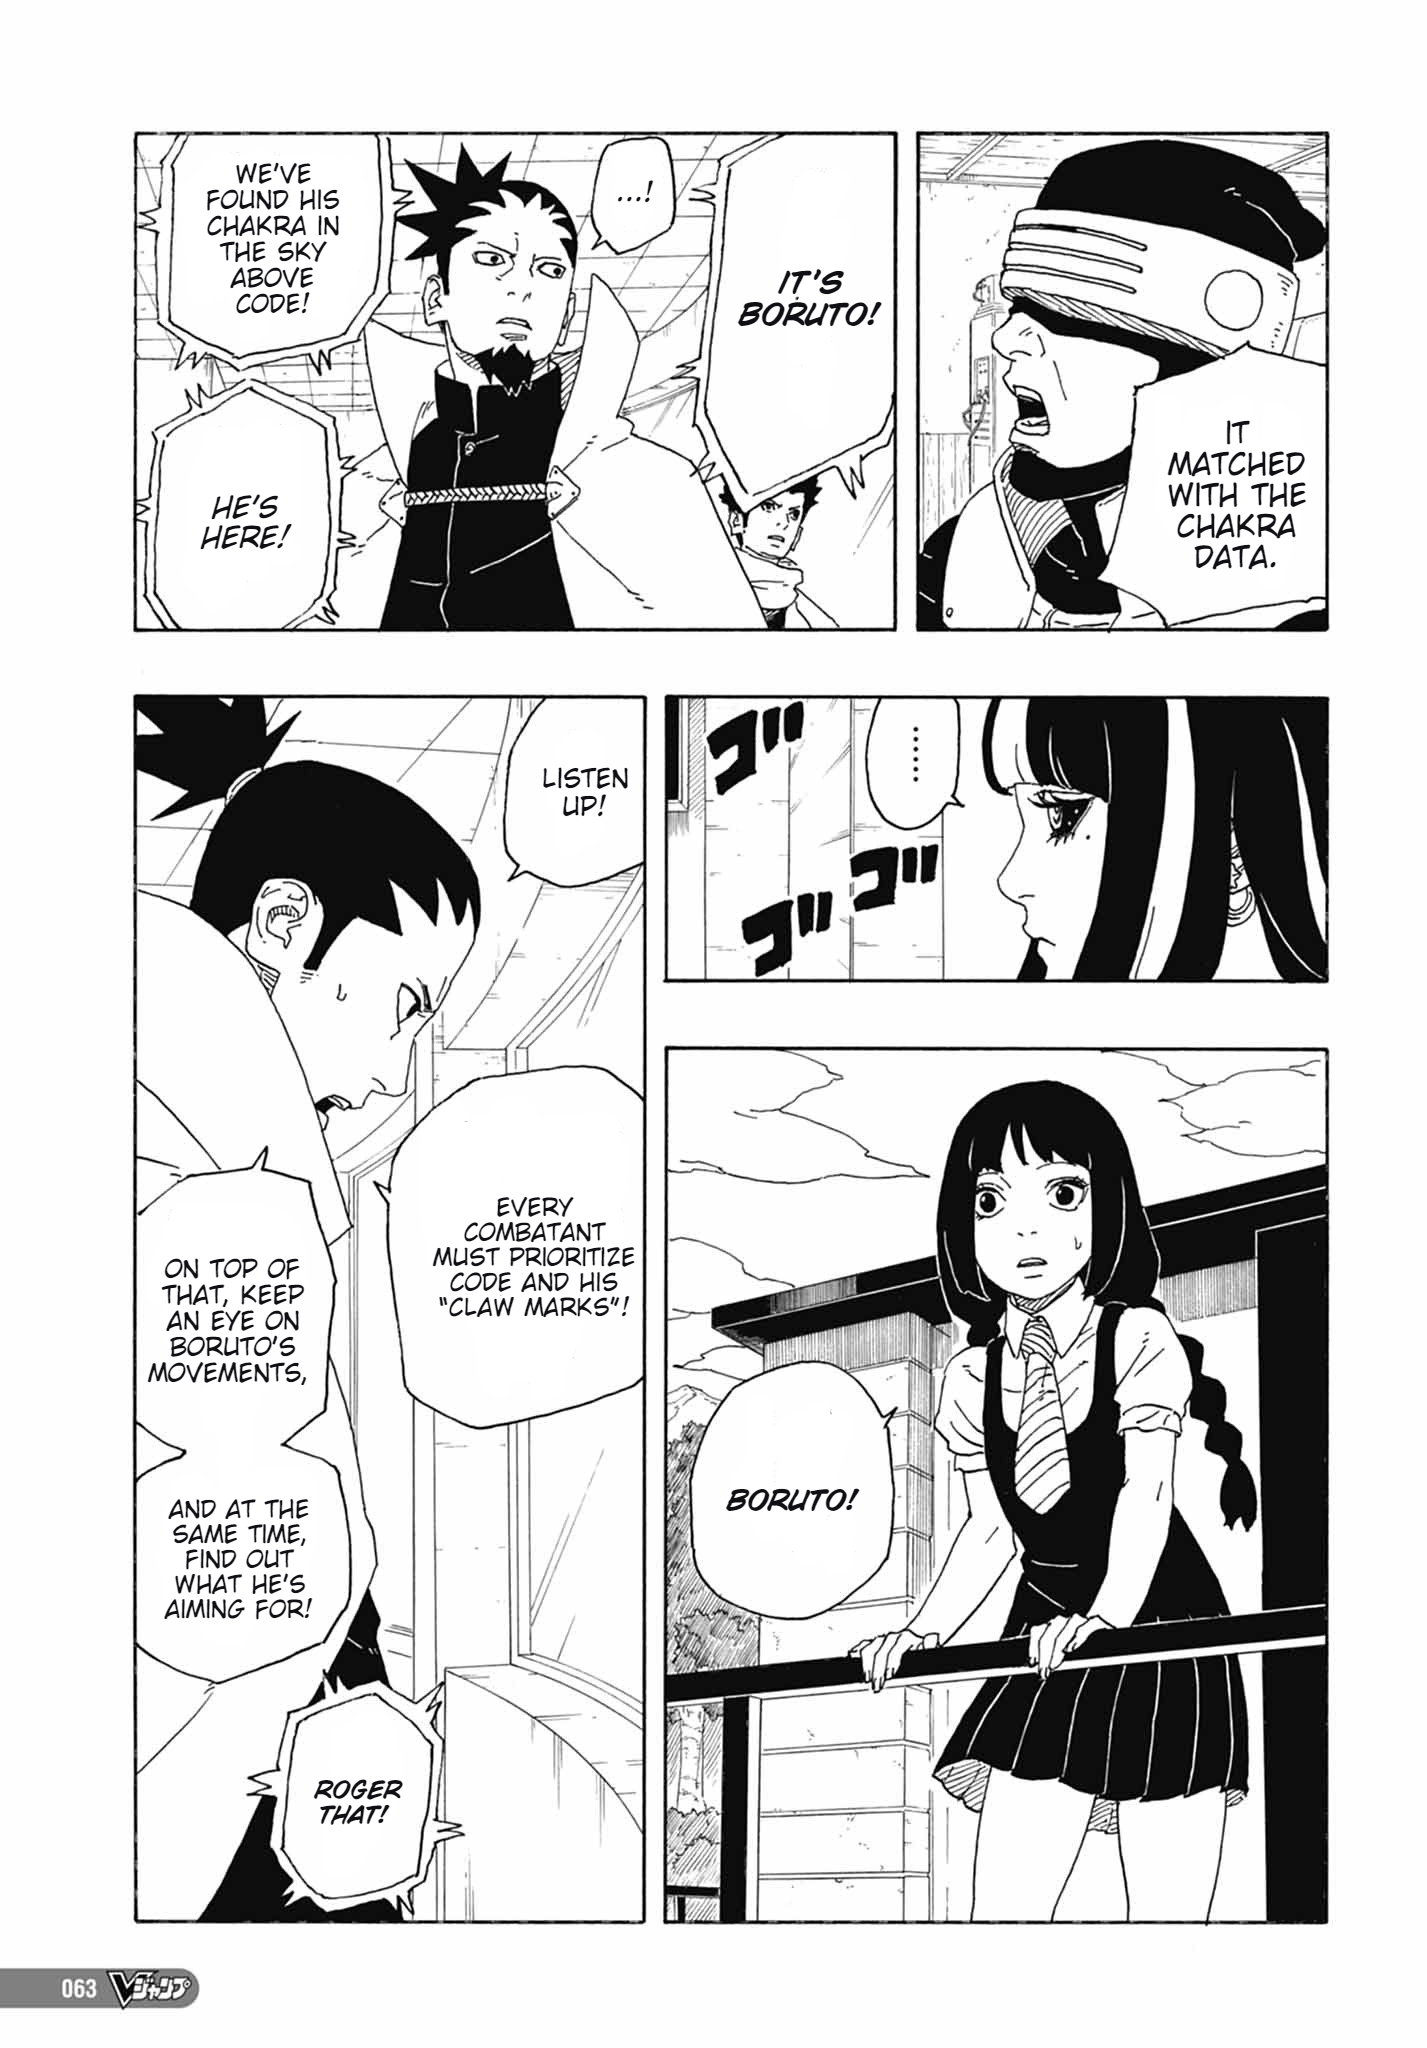 IT
MATCHED
WITH THE
CHAKRA
DATA.
IT'S
BORUTO!
...!
WE'VE
FOUND HIS
CHAKRA IN
THE SKY
ABOVE
CODE!
HE'S
HERE!
........
ゴ"
ゴ"
ゴ"
BORUTO!
LISTEN
UP!
EVERY
COMBATANT
MUST PRIORITIZE
CODE AND HIS
"CLAW MARKS"!
ON TOP OF
THAT, KEEP
AN EYE ON
BORUTO'S
MOVEMENTS,
AND AT THE
SAME TIME,
FIND OUT
WHAT HE'S
AIMING FOR!
ROGER
THAT!
063 Vジャンプ